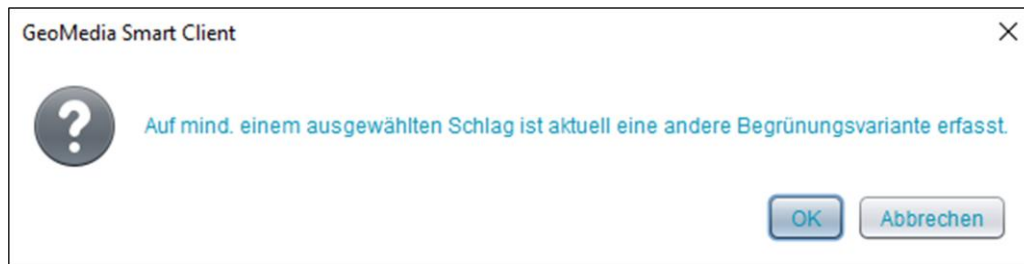 GeoMedia Smart Client
Auf mind. einem ausgewählten Schlag ist aktuell eine andere Begrünungsvariante erfasst.
OK
Abbrechen